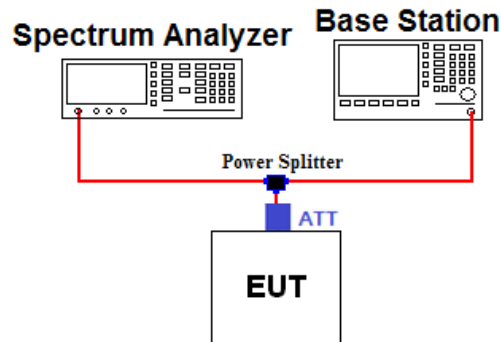 Spectrum Analyzer
Base Station
Power Splitter
ATT
EUT